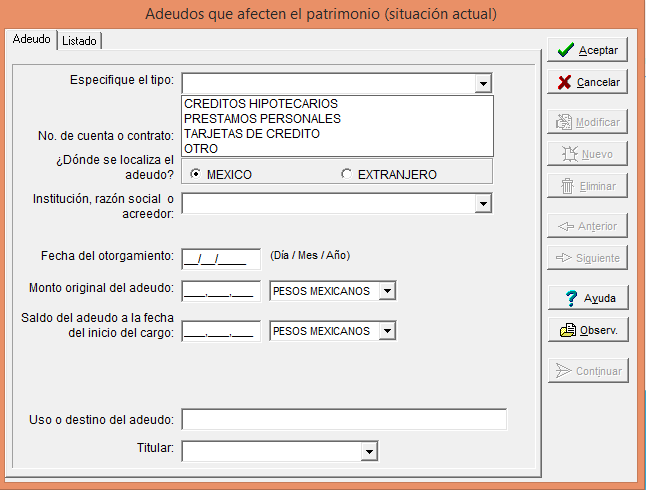 Adeudos que afecten el patrimonio (situación actual)
Adeudo
Listado
Especifique el tipo:
CREDITOS HIPOTECARIOS
PRESTAMOS PERSONALES
TARJETAS DE CREDITO
OTRO
No. de cuenta o contrato:
¿Dónde se localiza el
adeudo?
MEXICO
EXTRANJERO
Institución, razón social o
acreedor:
Fecha del otorgamiento:
__/__/____
(Día / Mes / Año)
Monto original del adeudo:
___,___,___
PESOS MEXICANOS
Saldo del adeudo a la fecha
del inicio del cargo:
___,___,___
PESOS MEXICANOS
Uso o destino del adeudo:
Titular:
Aceptar
Cancelar
Modificar
Nuevo
Eliminar
Anterior
Siguiente
Ayuda
Observ.
Continuar